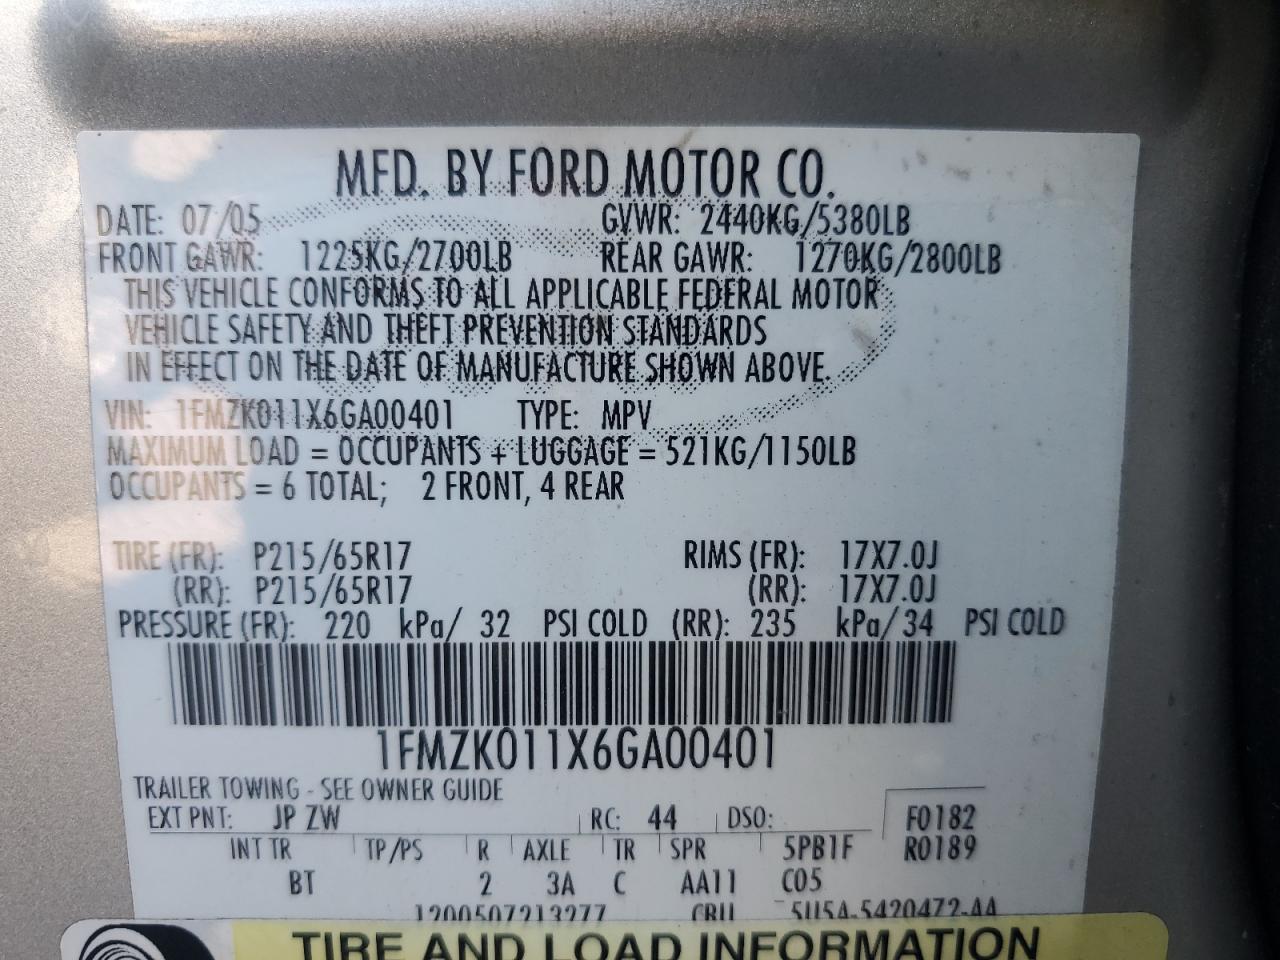 MFD. BY FORD MOTOR CO.
DATE: 07/05 GVWR: 2440KG/5380LB
FRONT GAWR: 1225KG/2700LB REAR GAWR: 1270KG/2800LB
THIS VEHICLE CONFORMS TO ALL APPLICABLE FEDERAL MOTOR
VEHICLE SAFETY AND THEFT PREVENTION STANDARDS
IN EFFECT ON THE DATE OF MANUFACTURE SHOWN ABOVE.
VIN: 1FMZK011X6GA00401 TYPE: MPV
MAXIMUM LOAD = OCCUPANTS + LUGGAGE = 521KG/1150LB
OCCUPANTS = 6 TOTAL; 2 FRONT, 4 REAR
TIRE (FR): P215/65R17 RIMS (FR): 17X7.0J
(RR): P215/65R17 (RR): 17X7.0J
PRESSURE (FR): 220 kPa/ 32 PSI COLD (RR): 235 kPa/34 PSI COLD
1FMZK011X6GA00401
TRAILER TOWING - SEE OWNER GUIDE
EXT PNT: JP ZW RC: 44 DSO: F0182
INT TR TP/PS R AXLE TR SPR 5PB1F R0189
BT 2 3A C AA11 C05
1200507213277 CBU 5U5A-5420472-AA
TIRE AND LOAD INFORMATION